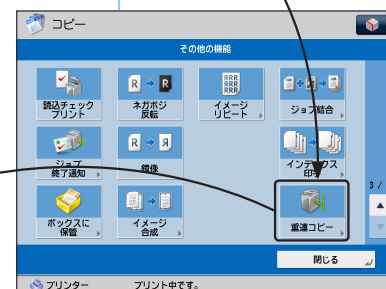 コピー
その他の機能
読込チェック
プリント
ネガポジ
反転
イメージ
リピート
ジョブ結合
ジョブ
終了通知
鏡像
インデックス
印字
ボックスに
保管
イメージ
合成
重連コピー
3 /
閉じる
プリンター
プリント中です。